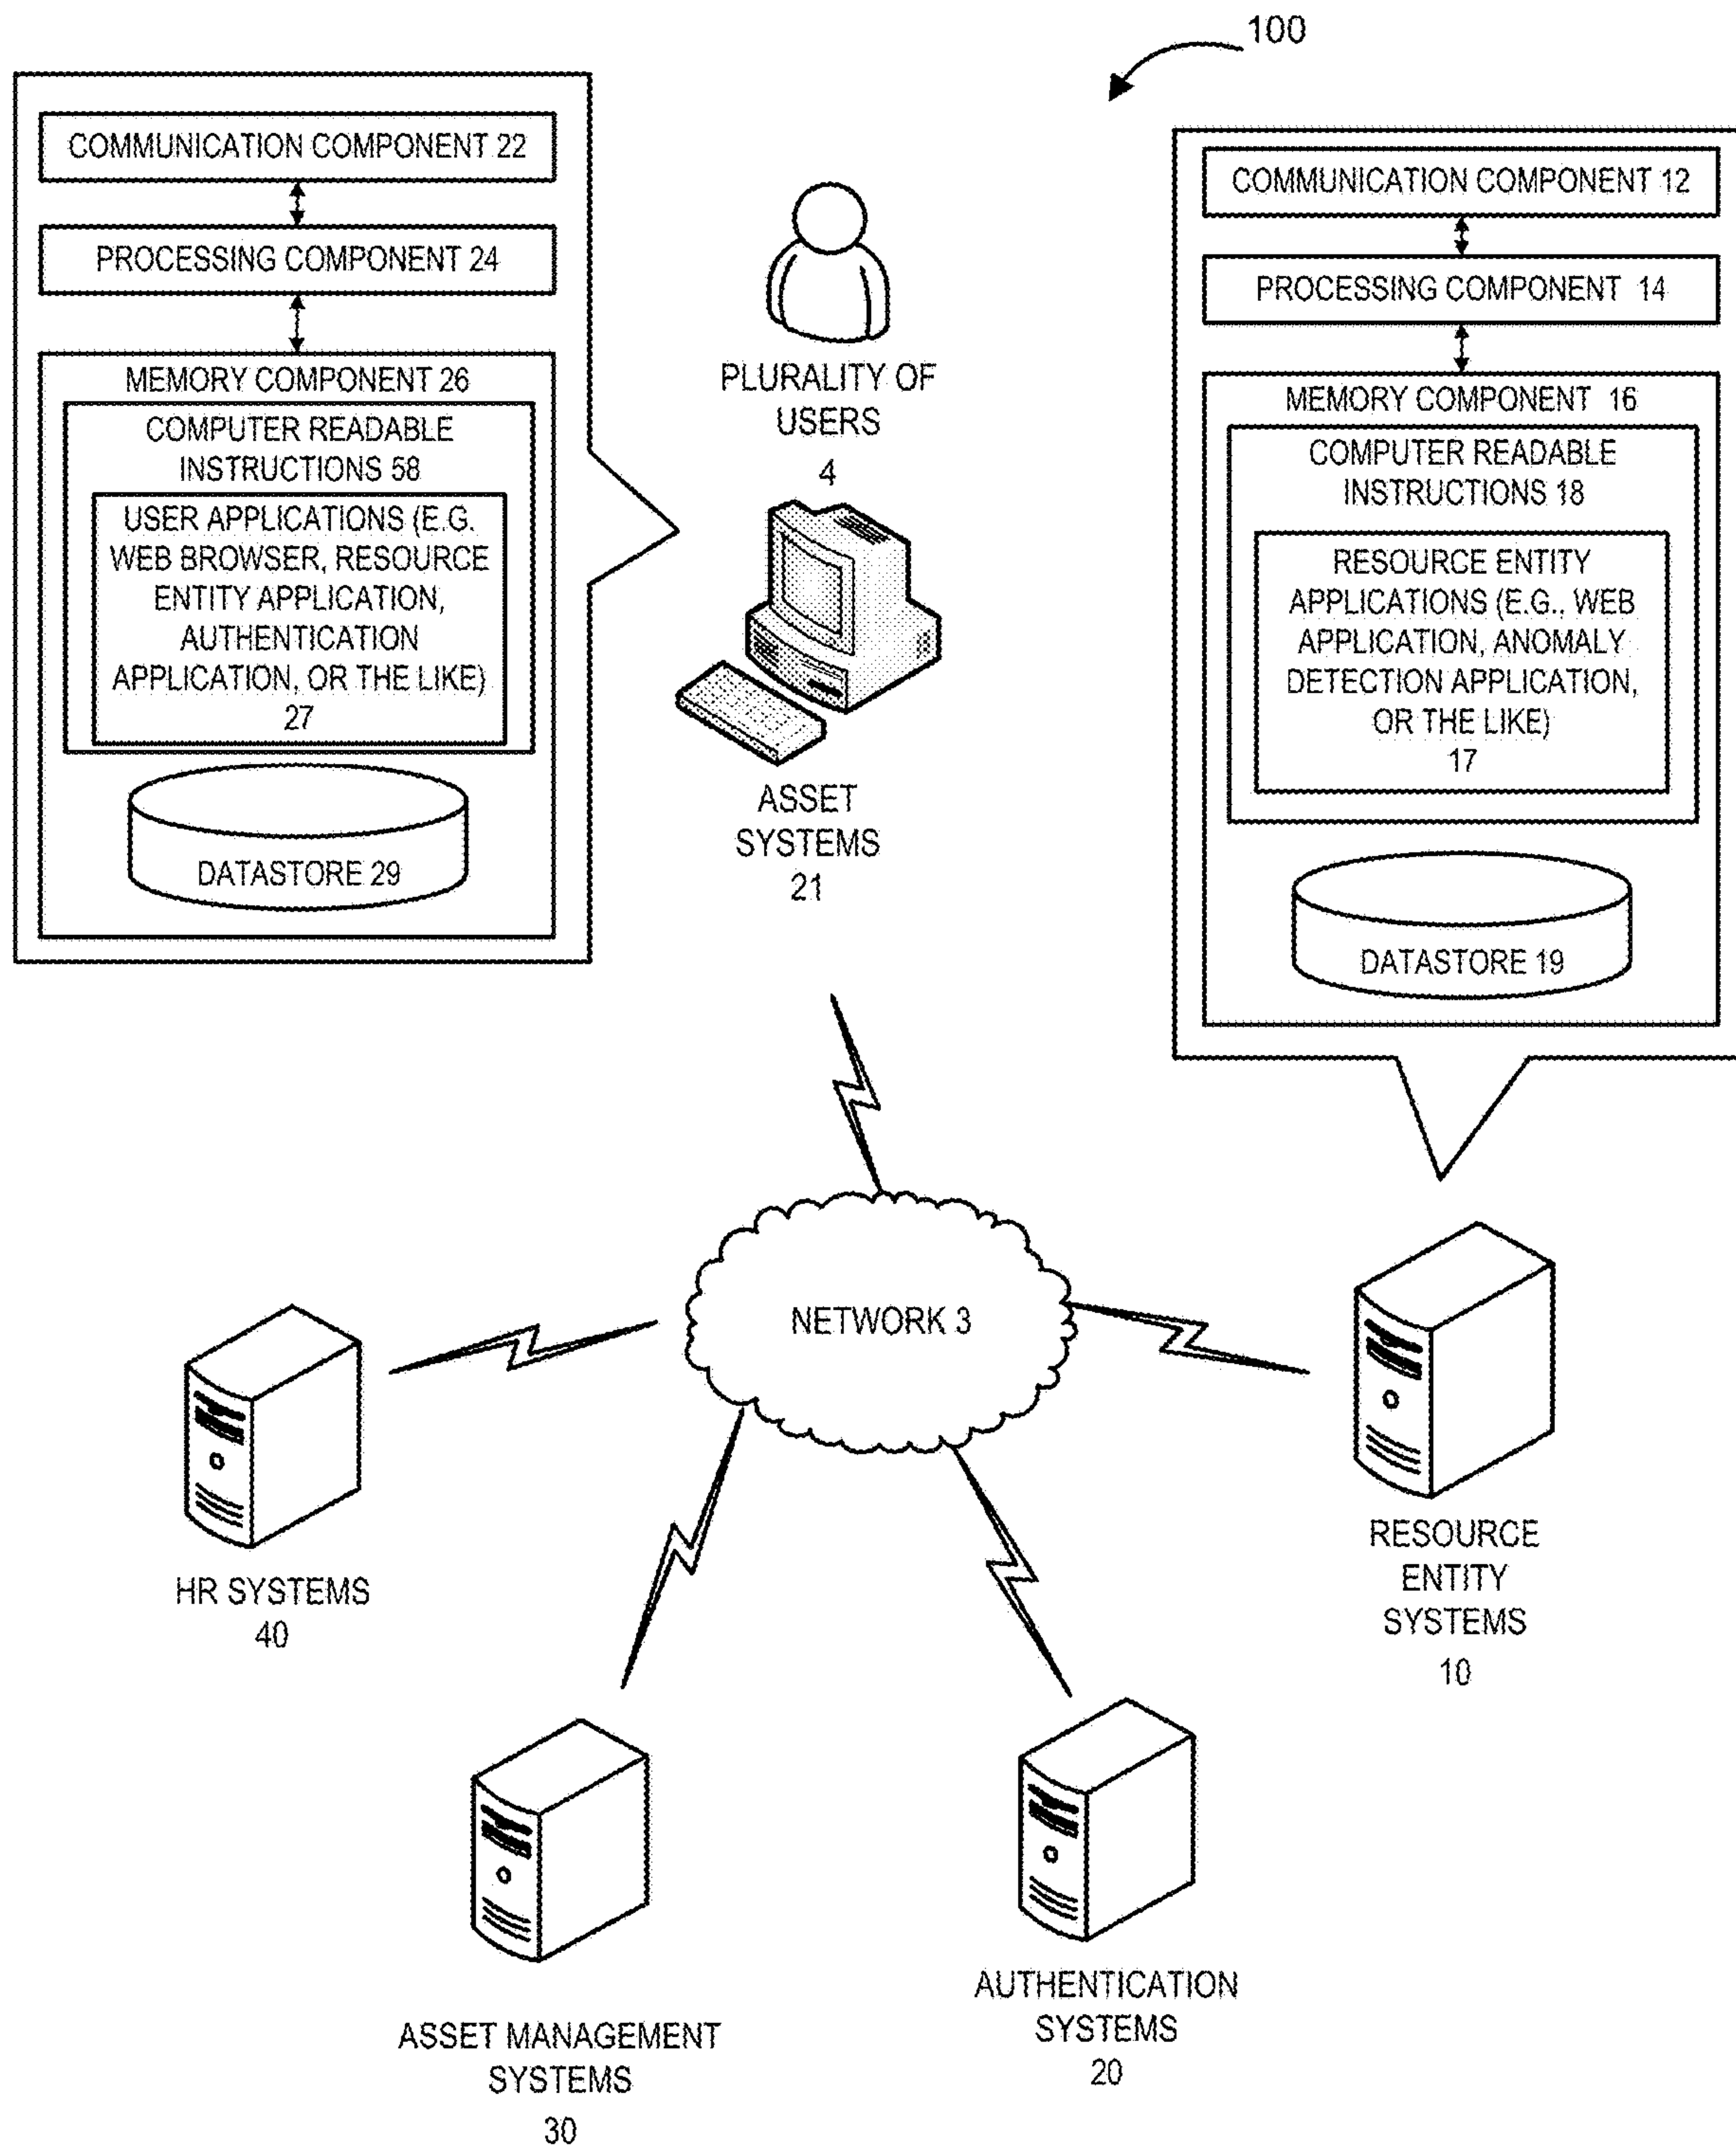 100
COMMUNICATION COMPONENT 22
PROCESSING COMPONENT 24
MEMORY COMPONENT 26
COMPUTER READABLE
INSTRUCTIONS 58
USER APPLICATIONS (E.G.
WEB BROWSER, RESOURCE
ENTITY APPLICATION,
AUTHENTICATION
APPLICATION, OR THE LIKE)
27
DATASTORE 29
PLURALITY OF
USERS
4
ASSET
SYSTEMS
21
COMMUNICATION COMPONENT 12
PROCESSING COMPONENT 14
MEMORY COMPONENT 16
COMPUTER READABLE
INSTRUCTIONS 18
RESOURCE ENTITY
APPLICATIONS (E.G., WEB
APPLICATION, ANOMALY
DETECTION APPLICATION,
OR THE LIKE)
17
DATASTORE 19
NETWORK 3
HR SYSTEMS
40
RESOURCE
ENTITY
SYSTEMS
10
ASSET MANAGEMENT
SYSTEMS
30
AUTHENTICATION
SYSTEMS
20